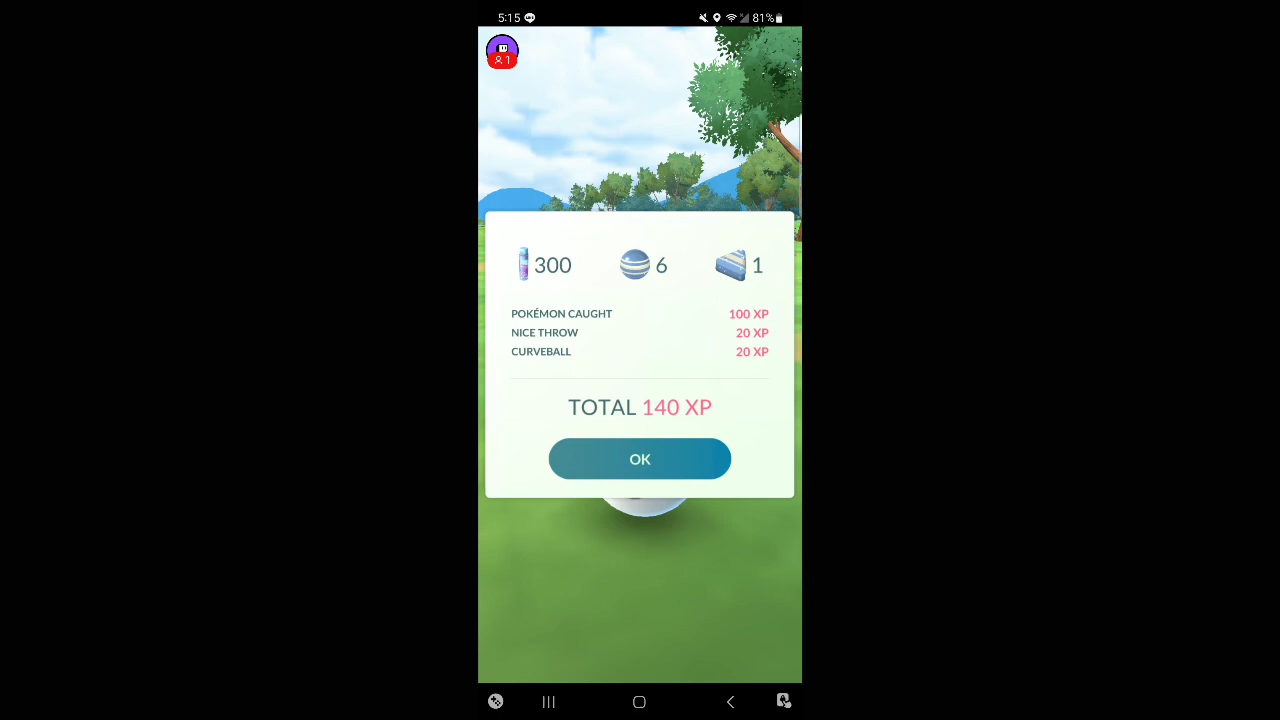 5:15
81%
1
300 6 1
POKÉMON CAUGHT 100 XP
NICE THROW 20 XP
CURVEBALL 20 XP
TOTAL 140 XP
OK